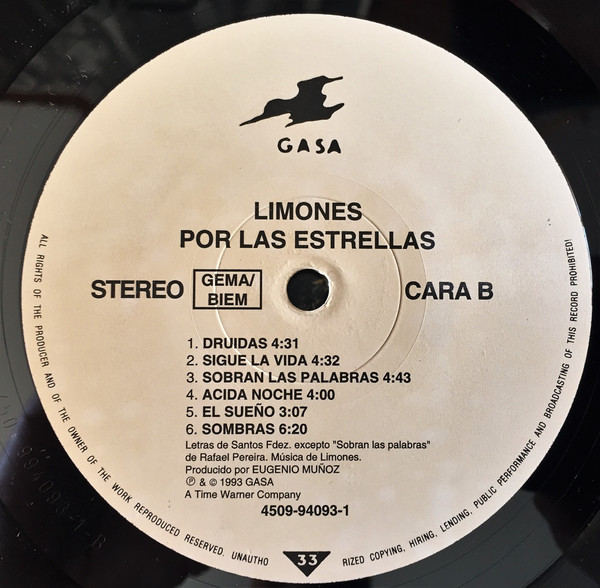 GASA
LIMONES
POR LAS ESTRELLAS
STEREO
GEMA/
BIEM
CARA B
1. DRUIDAS 4:31
2. SIGUE LA VIDA 4:32
3. SOBRAN LAS PALABRAS 4:43
4. ACIDA NOCHE 4:00
5. EL SUEÑO 3:07
6. SOMBRAS 6:20
Letras de Santos Fdez. excepto "Sobran las palabras"
de Rafael Pereira. Música de Limones.
Producido por EUGENIO MUÑOZ
℗ & © 1993 GASA
A Time Warner Company
4509-94093-1
ALL RIGHTS OF THE PRODUCER AND OF THE OWNER OF THE WORK REPRODUCED RESERVED. UNAUTHO
33
RIZED COPYING, HIRING, LENDING, PUBLIC PERFORMANCE AND BROADCASTING OF THIS RECORD PROHIBITED!